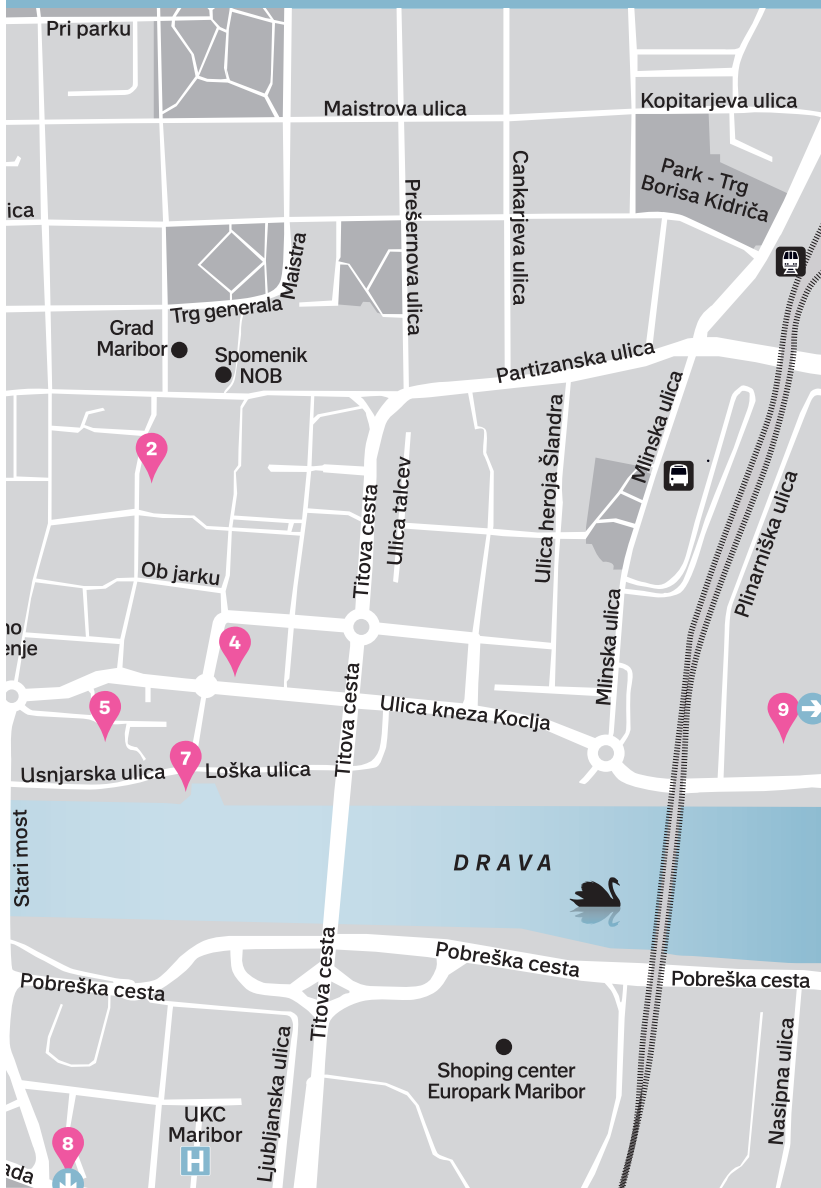 Pri parku
Maistrova ulica
Kopitarjeva ulica
Park - Trg
Borisa Kidriča
ica
Prešernova ulica
Cankarjeva ulica
Maistra
Trg generala
Grad
Maribor
Spomenik
NOB
Partizanska ulica
Mlinska ulica
Ulica heroja Šlandra
2
Titova cesta
Ulica talcev
Plinarniška ulica
Ob jarku
no
enje
4
Mlinska ulica
Titova cesta
5
Ulica kneza Koclja
9
7
Usnjarska ulica
Loška ulica
Stari most
DRAVA
Titova cesta
Pobreška cesta
Pobreška cesta
Pobreška cesta
Ljubljanska ulica
Shoping center
Europark Maribor
Nasipna ulica
UKC
Maribor
H
8
ada